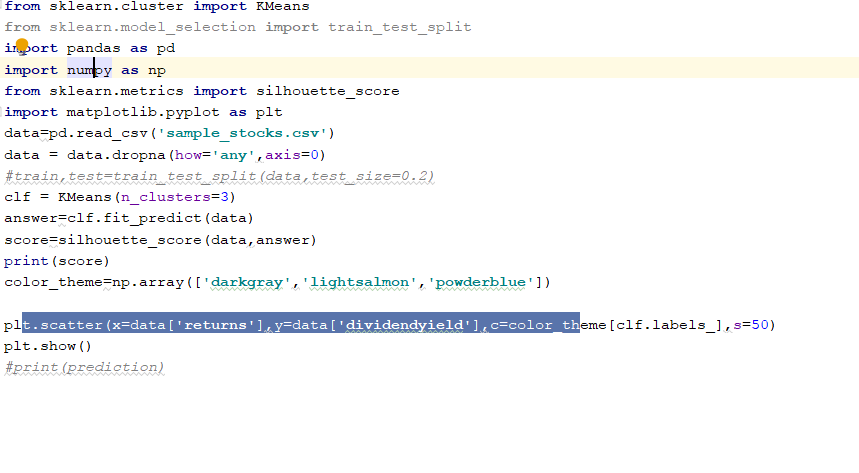 from sklearn.cluster import KMeans
from sklearn.model_selection import train_test_split
import pandas as pd
import numpy as np
from sklearn.metrics import silhouette_score
import matplotlib.pyplot as plt
data=pd.read_csv('sample_stocks.csv')
data = data.dropna(how='any',axis=0)
#train,test=train_test_split(data,test_size=0.2)
clf = KMeans(n_clusters=3)
answer=clf.fit_predict(data)
score=silhouette_score(data,answer)
print(score)
color_theme=np.array(['darkgray','lightsalmon','powderblue'])
plt.scatter(x=data['returns'],y=data['dividendyield'],c=color_theme[clf.labels_],s=50)
plt.show()
#print(prediction)